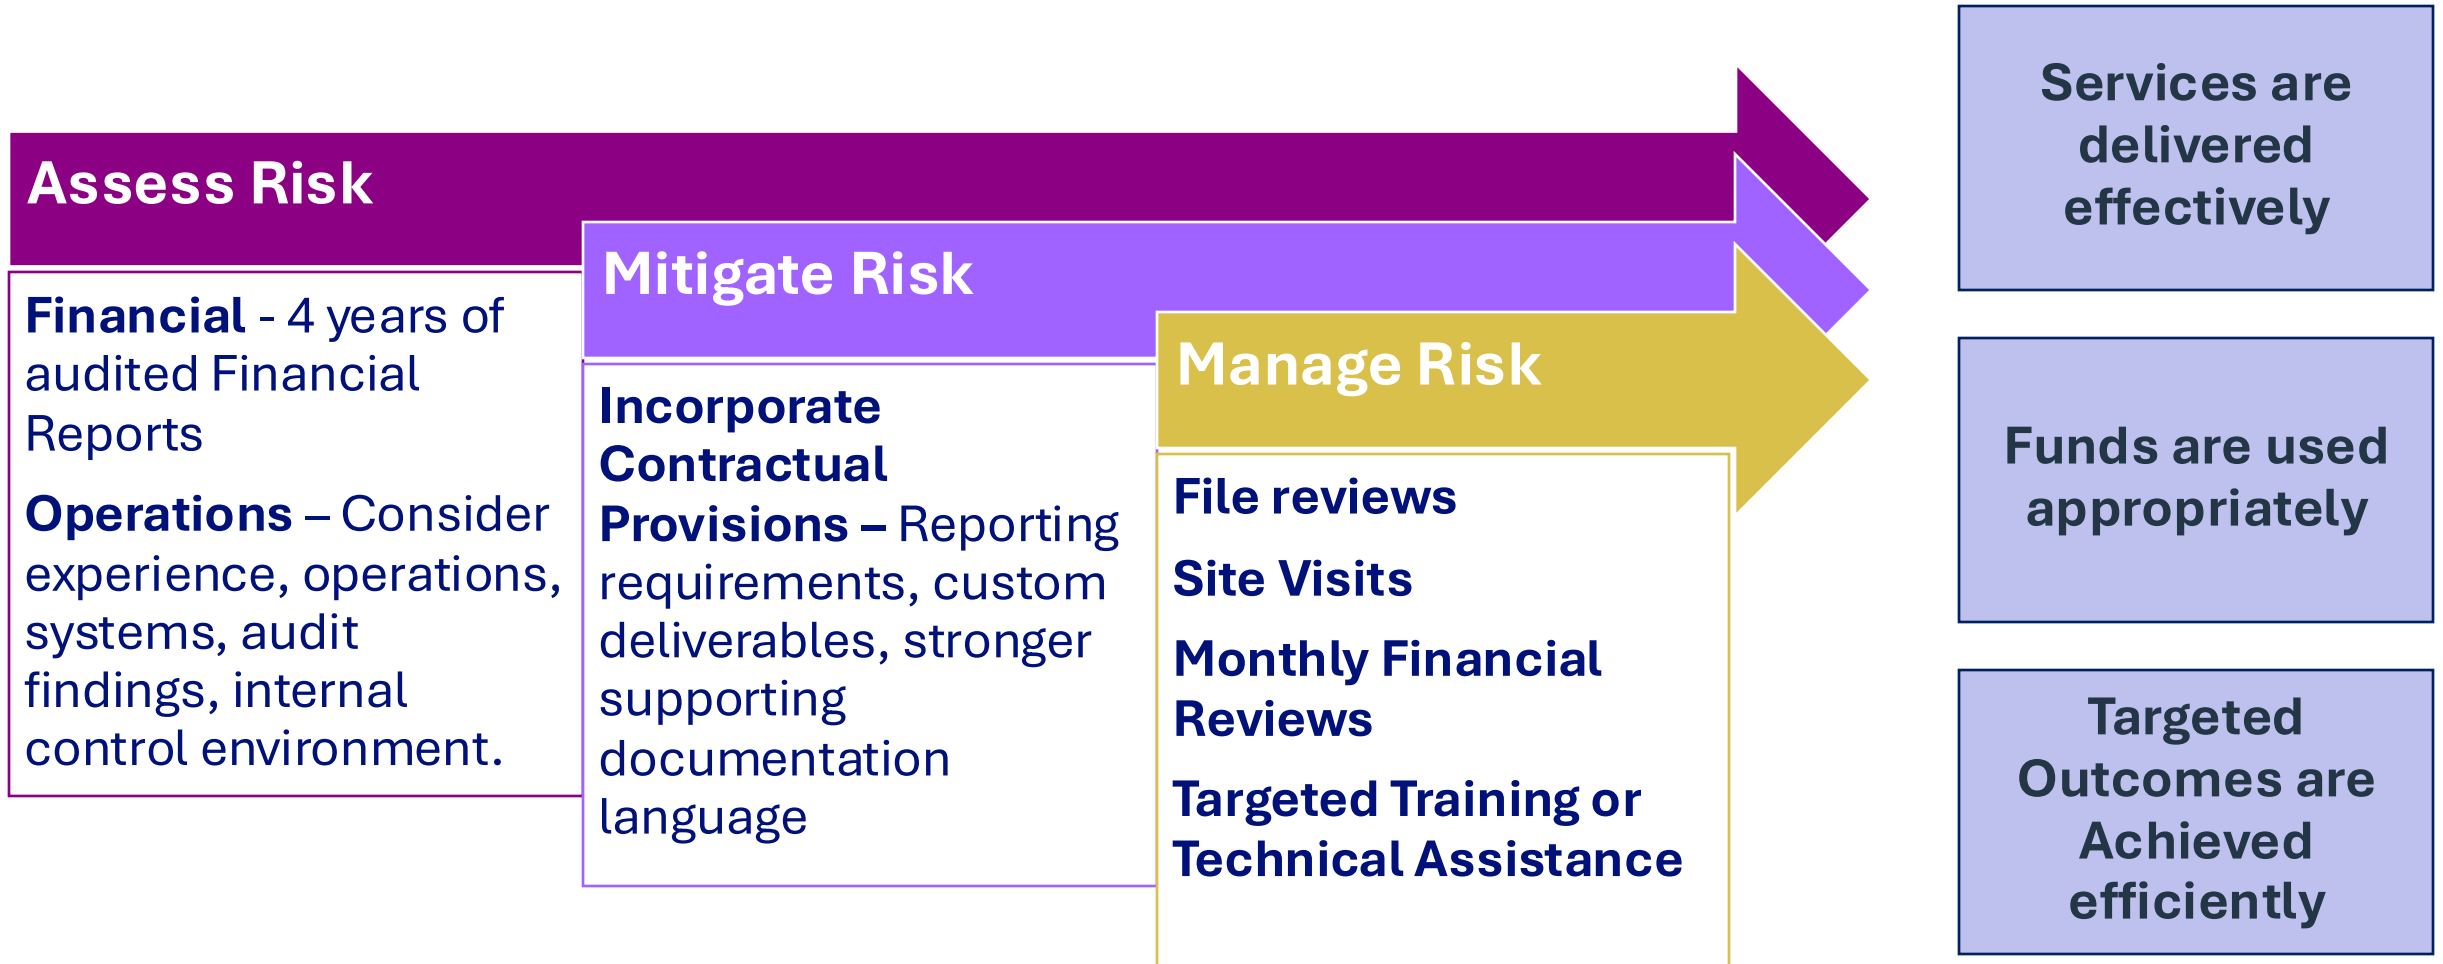 Assess Risk
Financial - 4 years of
audited Financial
Reports
Operations – Consider
experience, operations,
systems, audit
findings, internal
control environment.
Mitigate Risk
Incorporate
Contractual
Provisions – Reporting
requirements, custom
deliverables, stronger
supporting
documentation
language
Manage Risk
File reviews
Site Visits
Monthly Financial
Reviews
Targeted Training or
Technical Assistance
Services are
delivered
effectively
Funds are used
appropriately
Targeted
Outcomes are
Achieved
efficiently